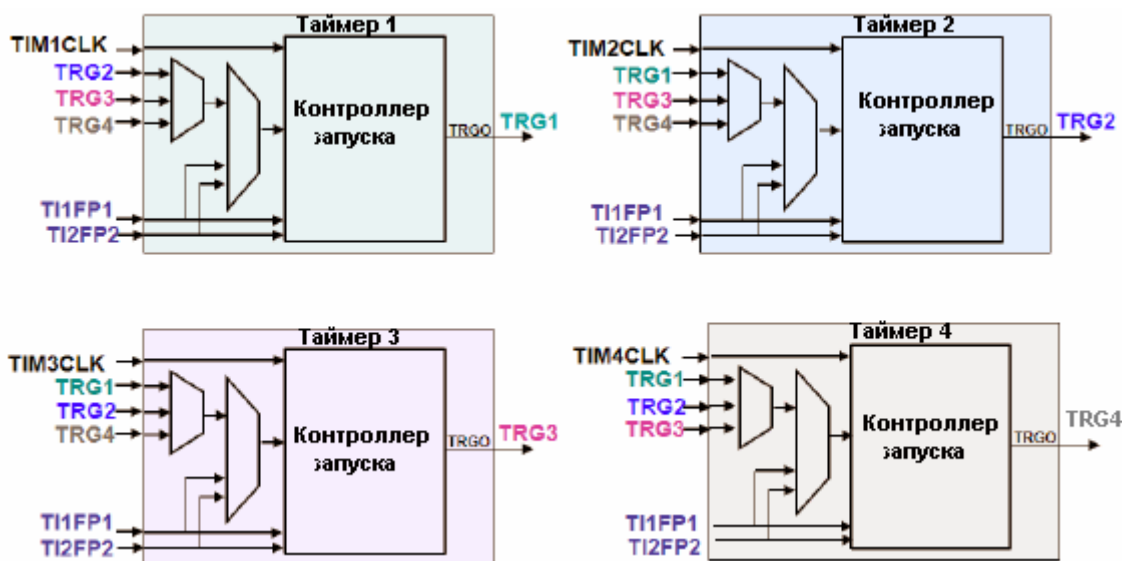 Таймер 1
TIM1CLK
TRG2
TRG3
TRG4
Контроллер
запуска
TRGO
TRG1
TI1FP1
TI2FP2
Таймер 2
TIM2CLK
TRG1
TRG3
TRG4
Контроллер
запуска
TRGO
TRG2
TI1FP1
TI2FP2
Таймер 3
TIM3CLK
TRG1
TRG2
TRG4
Контроллер
запуска
TRGO
TRG3
TI1FP1
TI2FP2
Таймер 4
TIM4CLK
TRG1
TRG2
TRG3
Контроллер
запуска
TRGO
TRG4
TI1FP1
TI2FP2